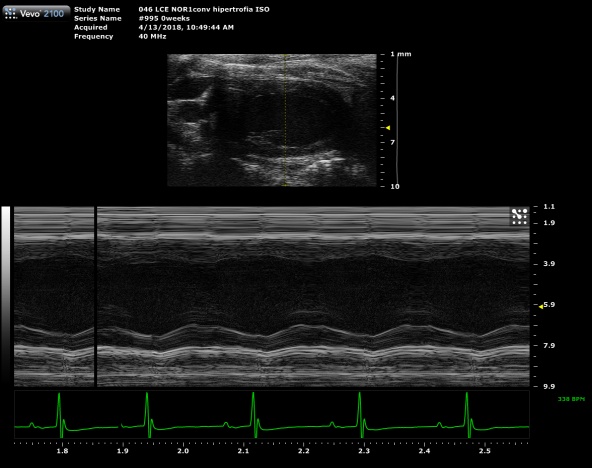 Vevo 2100
Study Name 046 LCE NOR1conv hipertrofia ISO
Series Name #995 0weeks
Acquired 4/13/2018, 10:49:44 AM
Frequency 40 MHz
1 mm
4
7
10
1.1
1.9
3.9
5.9
7.9
9.9
338 BPM
1.8 1.9 2.0 2.1 2.2 2.3 2.4 2.5